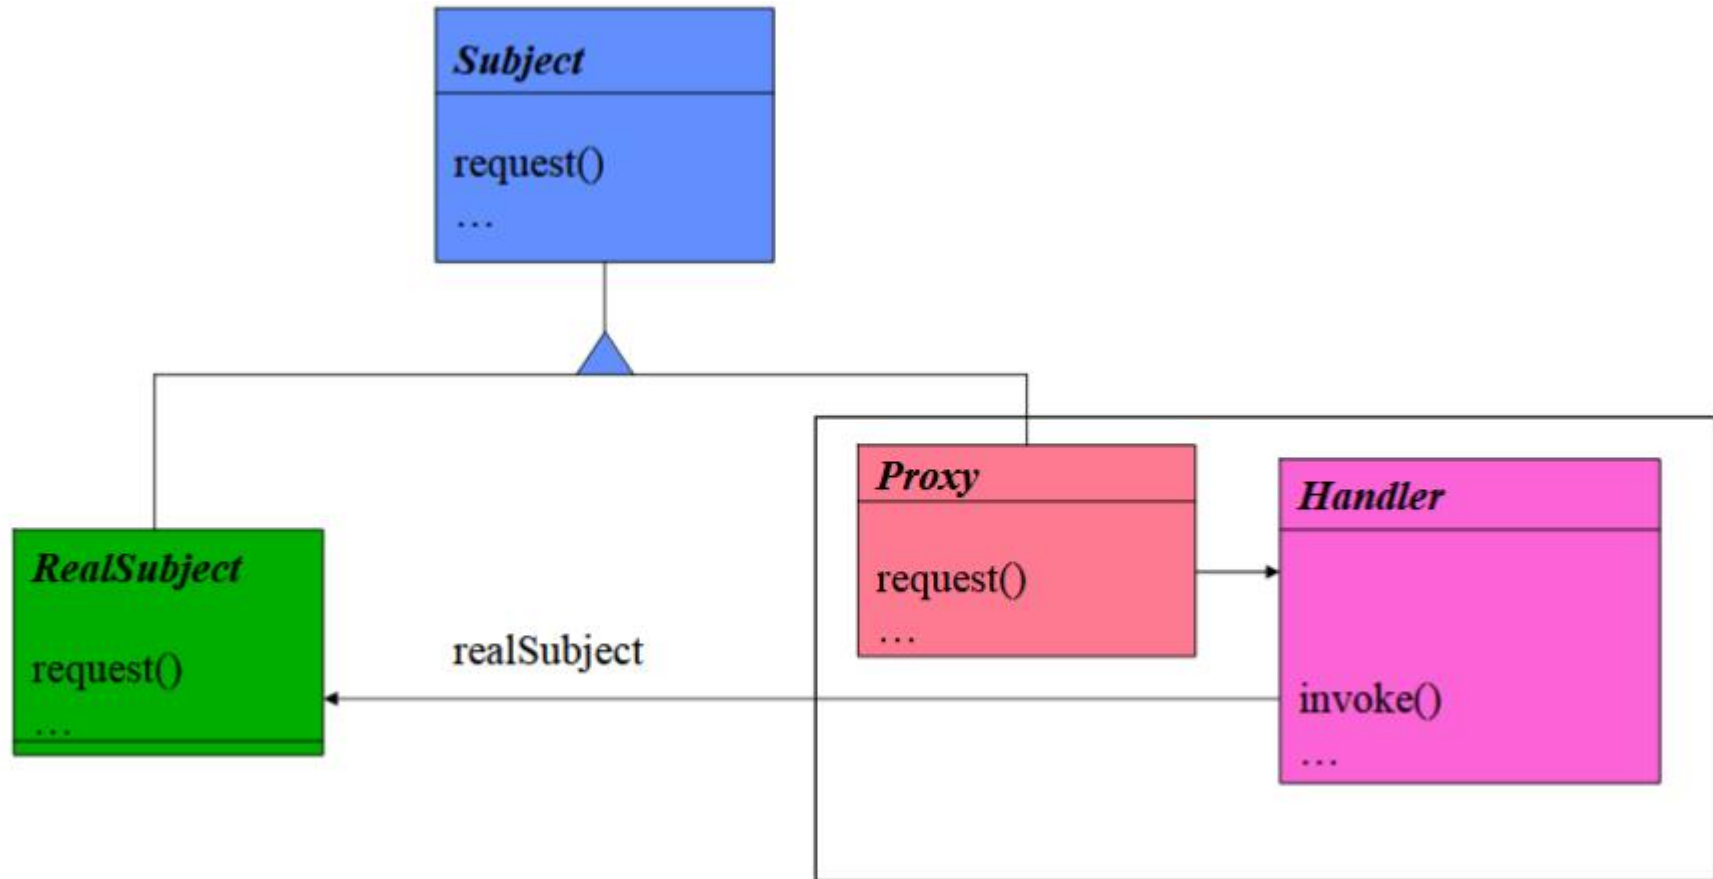 Subject
request()
…
Proxy
request()
…
Handler
invoke()
…
RealSubject
request()
…
realSubject